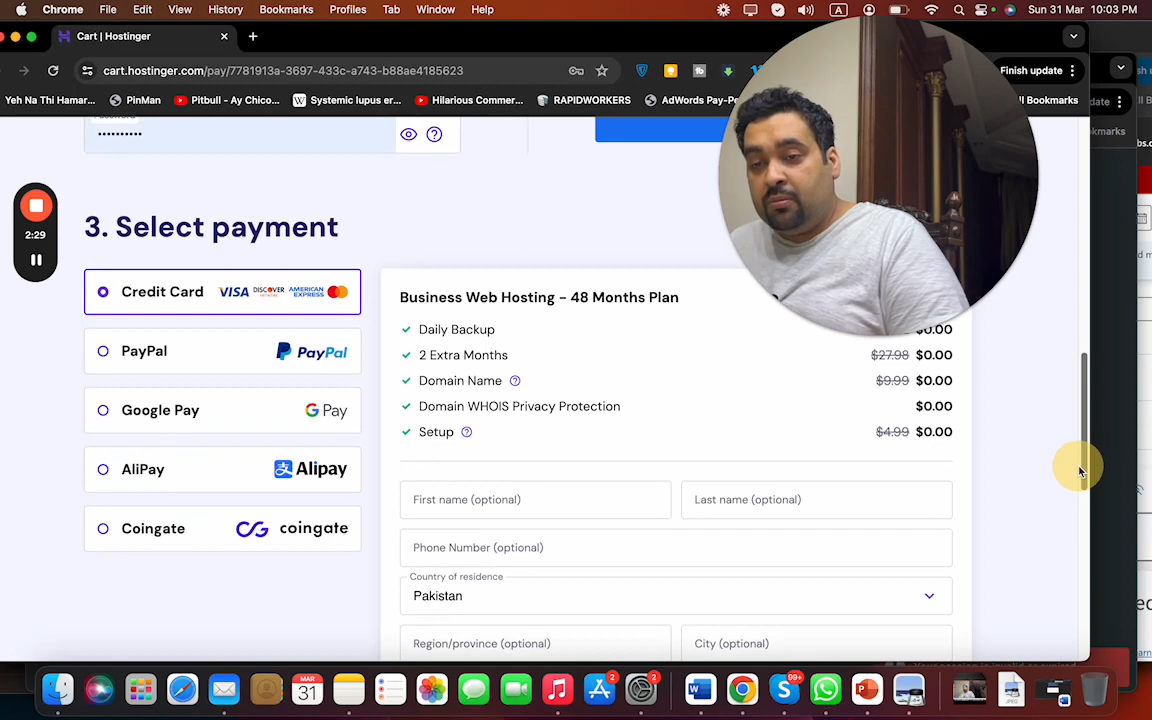 Chrome File Edit View History Bookmarks Profiles Tab Window Help A Sun 31 Mar 10:03 PM
Cart | Hostinger
cart.hostinger.com/pay/7781913a-3697-433c-a743-b88ae4185623
Finish update
Yeh Na Thi Hamar... PinMan Pitbull - Ay Chico... Systemic lupus er... Hilarious Commer... RAPIDWORKERS AdWords Pay-Pe
ll Bookmarks
••••••••••
2:29
3. Select payment
Credit Card VISA DISCOVER AMERICAN EXPRESS
PayPal PayPal
Google Pay G Pay
AliPay Alipay
Coingate coingate
Business Web Hosting – 48 Months Plan
Daily Backup $0.00
2 Extra Months $27.98 $0.00
Domain Name $9.99 $0.00
Domain WHOIS Privacy Protection $0.00
Setup $4.99 $0.00
First name (optional) Last name (optional)
Phone Number (optional)
Country of residence
Pakistan
Region/province (optional) City (optional)
MAR
31
2
2
99+
JPEG